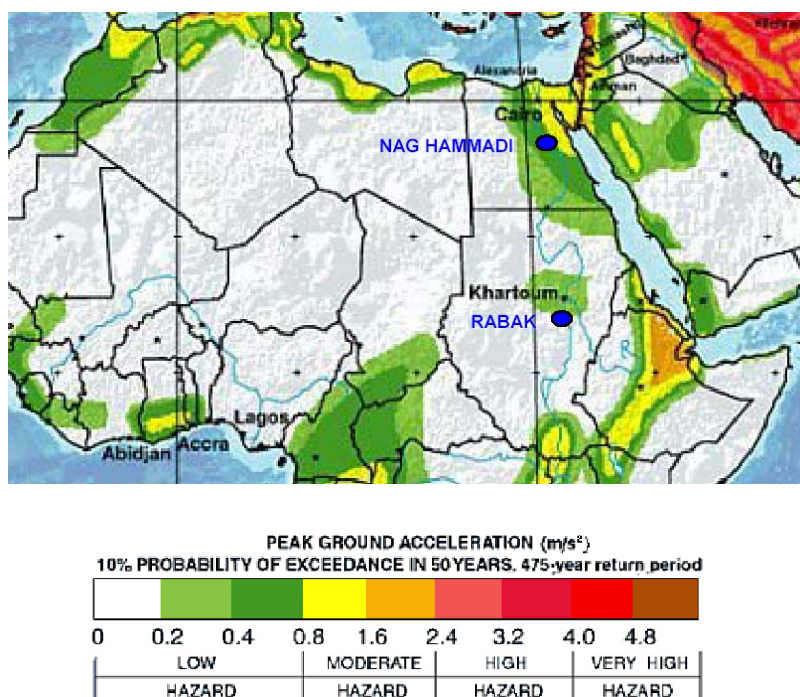 Alexandria
Baghdad
Amman
Cairo
NAG HAMMADI
Khartoum
RABAK
Lagos
Abidjan Accra
PEAK GROUND ACCELERATION (m/s²)
10% PROBABILITY OF EXCEEDANCE IN 50 YEARS. 475-year return period
0 0.2 0.4 0.8 1.6 2.4 3.2 4.0 4.8
LOW MODERATE HIGH VERY HIGH
HAZARD HAZARD HAZARD HAZARD